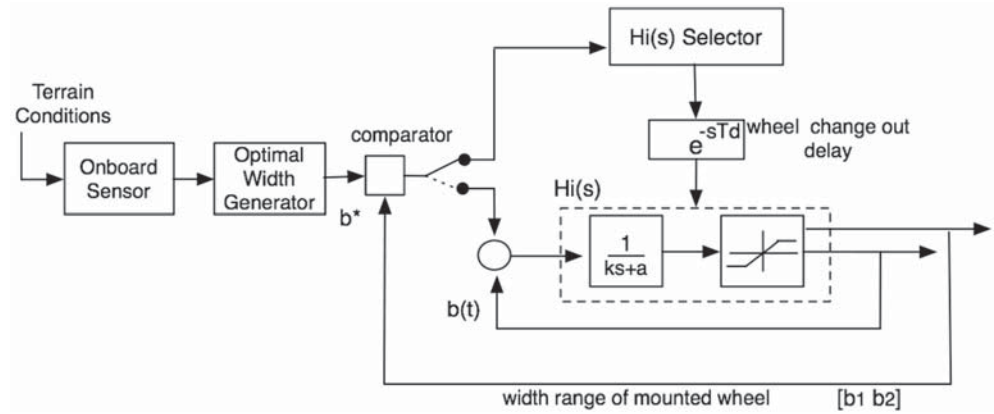 Hi(s) Selector
Terrain
Conditions
comparator
e-sTd
wheel change out
delay
Onboard
Sensor
Optimal
Width
Generator
b*
Hi(s)
1
ks+a
b(t)
width range of mounted wheel
[b1 b2]